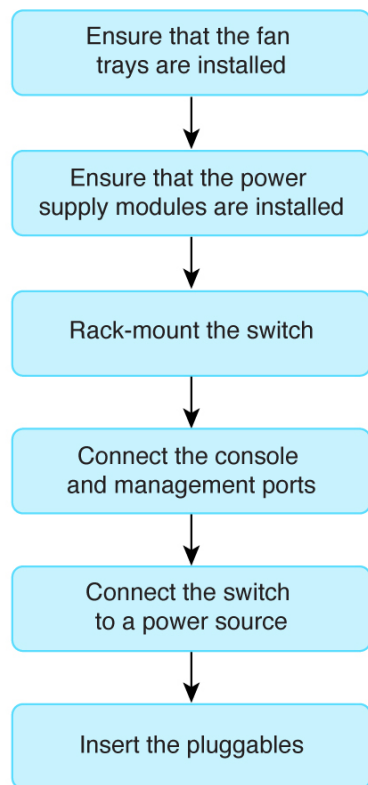 Ensure that the fan
trays are installed
Ensure that the power
supply modules are installed
Rack-mount the switch
Connect the console
and management ports
Connect the switch
to a power source
Insert the pluggables